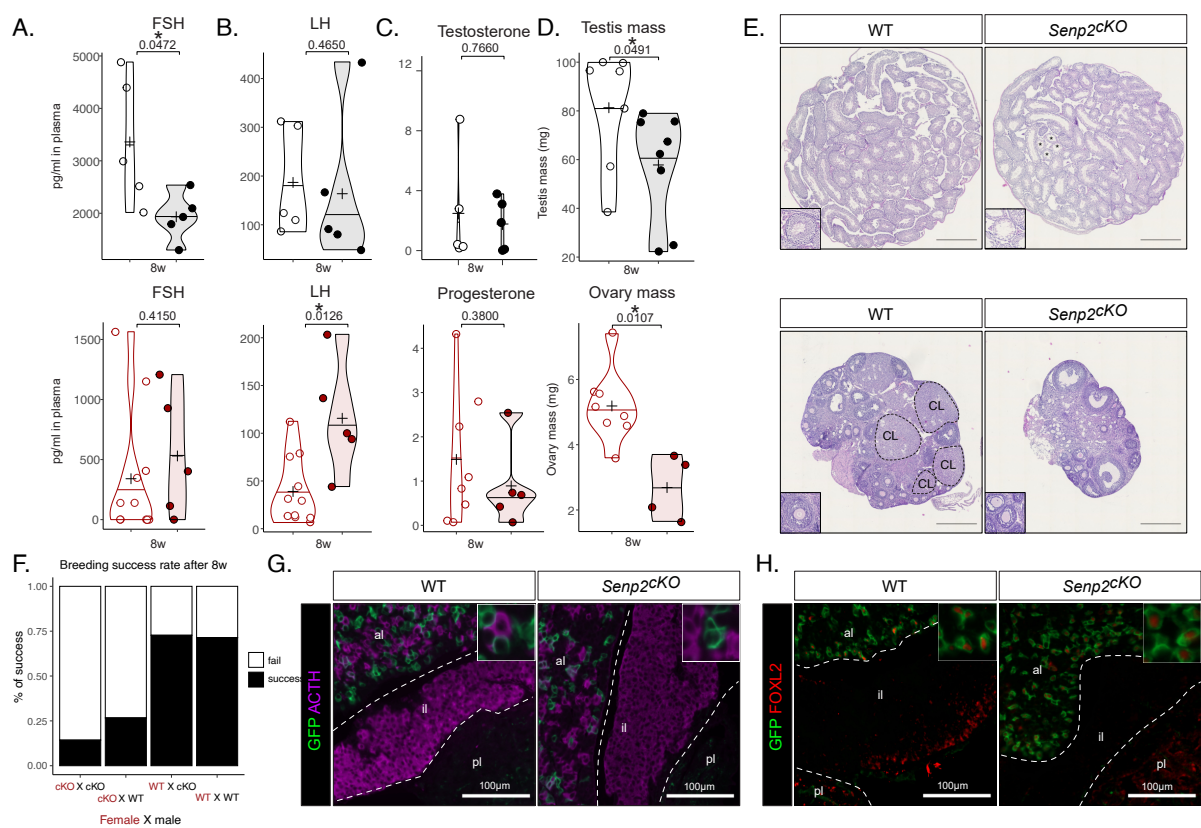 A.
FSH
*
0.0472
5000
4000
3000
2000
pg/ml in plasma
8w
B.
LH
0.4650
400
300
200
100
8w
C.
Testosterone
0.7660
12.0
8.0
4.0
0.0
8w
D.
Testis mass
*
0.0491
100
80
60
40
20
Testis mass (mg)
8w
E.
WT
Senp2cKO
FSH
0.4150
1500
1000
500
0
pg/ml in plasma
8w
LH
*
0.0126
200
150
100
50
0
8w
Progesterone
0.3800
4
3
2
1
0
8w
Ovary mass
*
0.0107
6
4
2
Ovary mass (mg)
8w
WT
Senp2cKO
CL
CL
CL
CL
F.
Breeding success rate after 8w
1.00
0.75
0.50
0.25
0.00
% of success
fail
success
cKO X cKO
cKO X WT
WT X cKO
WT X WT
Female X male
G.
WT
Senp2cKO
GFP ACTH
al
il
pl
100µm
al
il
pl
100µm
H.
WT
Senp2cKO
GFP FOXL2
al
il
pl
100µm
al
il
pl
100µm